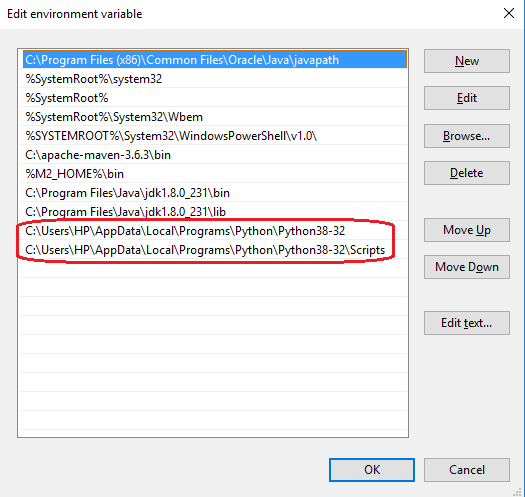 Edit environment variable
C:\Program Files (x86)\Common Files\Oracle\Java\javapath
%SystemRoot%\system32
%SystemRoot%
%SystemRoot%\System32\Wbem
%SYSTEMROOT%\System32\WindowsPowerShell\v1.0\
C:\apache-maven-3.6.3\bin
%M2_HOME%\bin
C:\Program Files\Java\jdk1.8.0_231\bin
C:\Program Files\Java\jdk1.8.0_231\lib
C:\Users\HP\AppData\Local\Programs\Python\Python38-32
C:\Users\HP\AppData\Local\Programs\Python\Python38-32\Scripts
New
Edit
Browse...
Delete
Move Up
Move Down
Edit text...
OK
Cancel